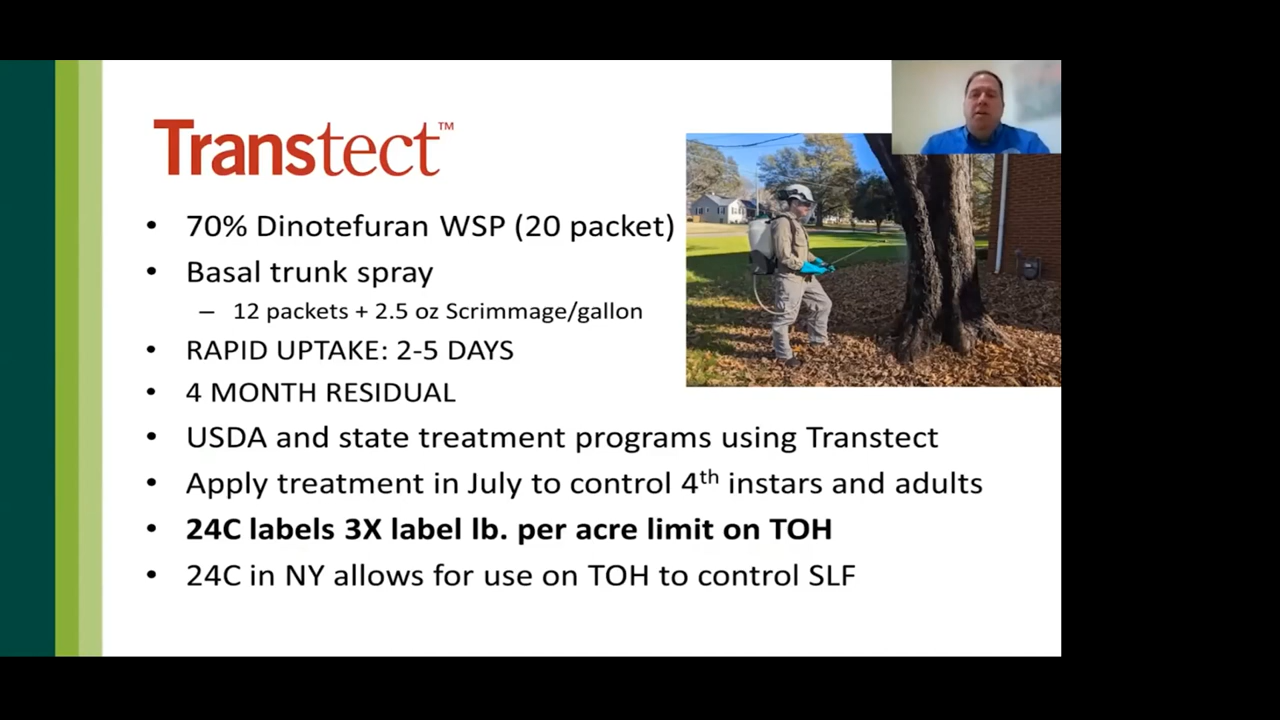 Transtect™
• 70% Dinotefuran WSP (20 packet)
• Basal trunk spray
– 12 packets + 2.5 oz Scrimmage/gallon
• RAPID UPTAKE: 2-5 DAYS
• 4 MONTH RESIDUAL
• USDA and state treatment programs using Transtect
• Apply treatment in July to control 4th instars and adults
• 24C labels 3X label lb. per acre limit on TOH
• 24C in NY allows for use on TOH to control SLF